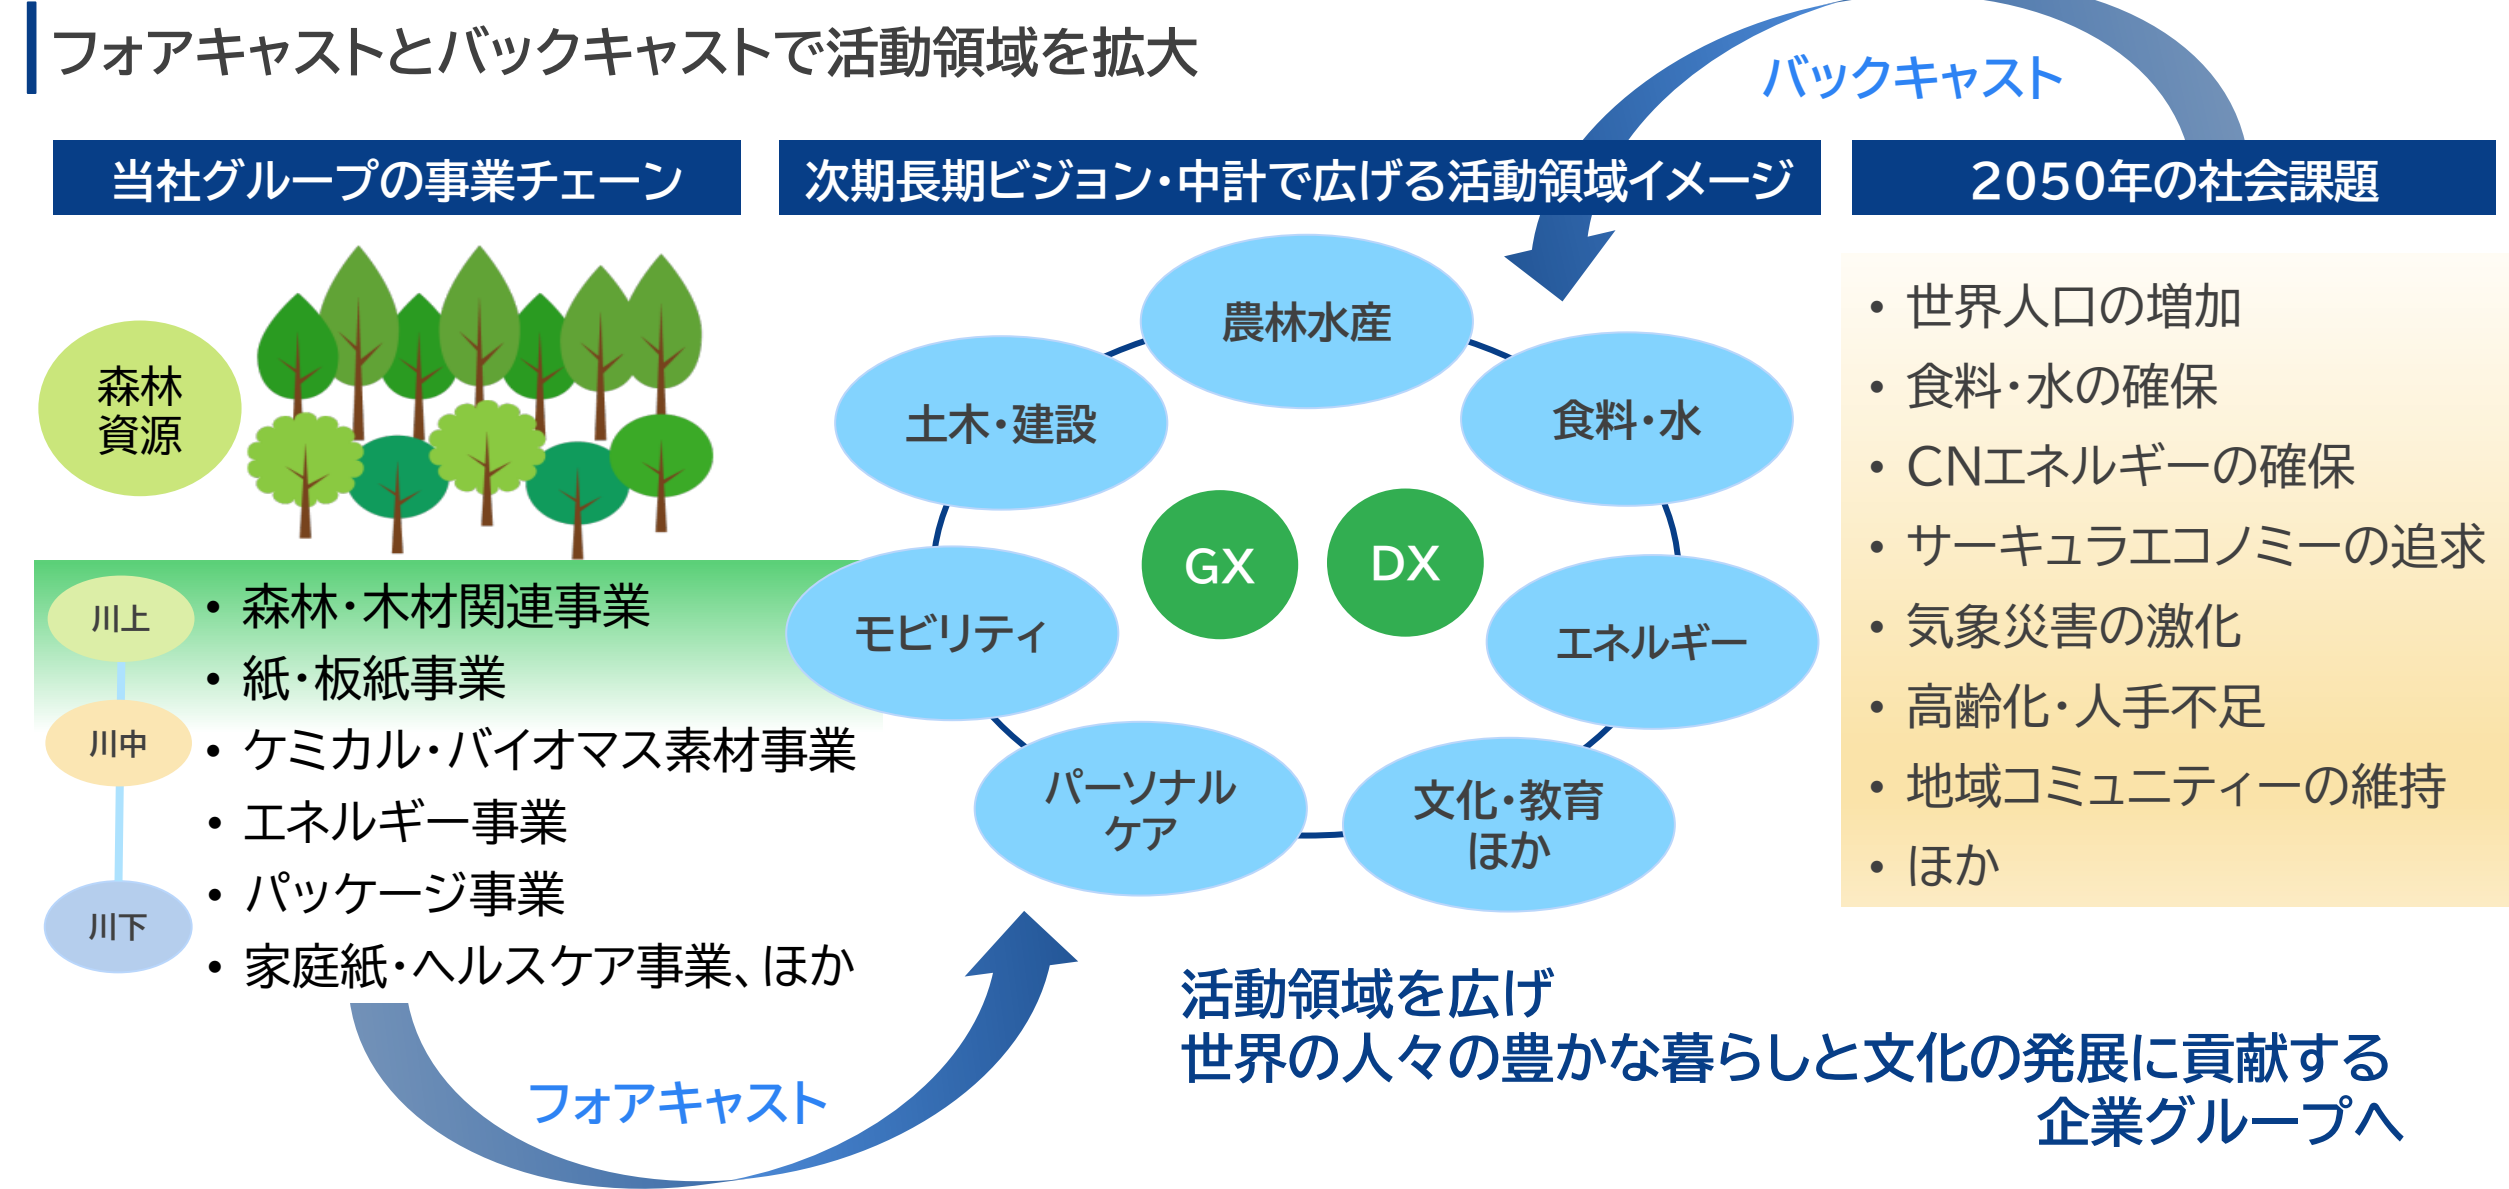 フォアキャストとバックキャストで活動領域を拡大
バックキャスト
当社グループの事業チェーン
次期長期ビジョン・中計で広げる活動領域イメージ
2050年の社会課題
森林
資源
川上
川中
川下
・森林・木材関連事業
・紙・板紙事業
・ケミカル・バイオマス素材事業
・エネルギー事業
・パッケージ事業
・家庭紙・ヘルスケア事業、ほか
フォアキャスト
農林水産
土木・建設
食料・水
GX
DX
モビリティ
エネルギー
パーソナル
ケア
文化・教育
ほか
・世界人口の増加
・食料・水の確保
・CNエネルギーの確保
・サーキュラエコノミーの追求
・気象災害の激化
・高齢化・人手不足
・地域コミュニティーの維持
・ほか
活動領域を広げ
世界の人々の豊かな暮らしと文化の発展に貢献する
企業グループへ